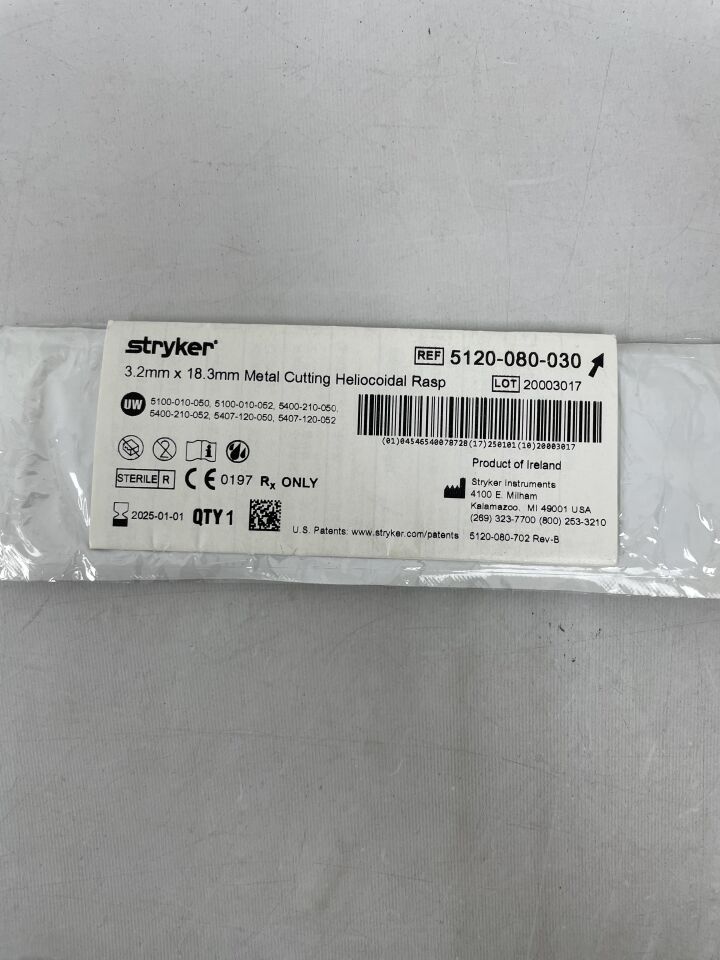 stryker®
REF 5120-080-030
3.2mm x 18.3mm Metal Cutting Heliocoidal Rasp
LOT 20003017
UW 5100-010-050, 5100-010-052, 5400-210-050,
5400-210-052, 5407-120-050, 5407-120-052
(01)04546540078728(17)250101(10)20003017
STERILE R CE 0197 Rx ONLY
Product of Ireland
Stryker Instruments
4100 E. Milham
Kalamazoo, MI 49001 USA
(269) 323-7700 (800) 253-3210
2025-01-01 QTY 1
U.S. Patents: www.stryker.com/patents
5120-080-702 Rev-B